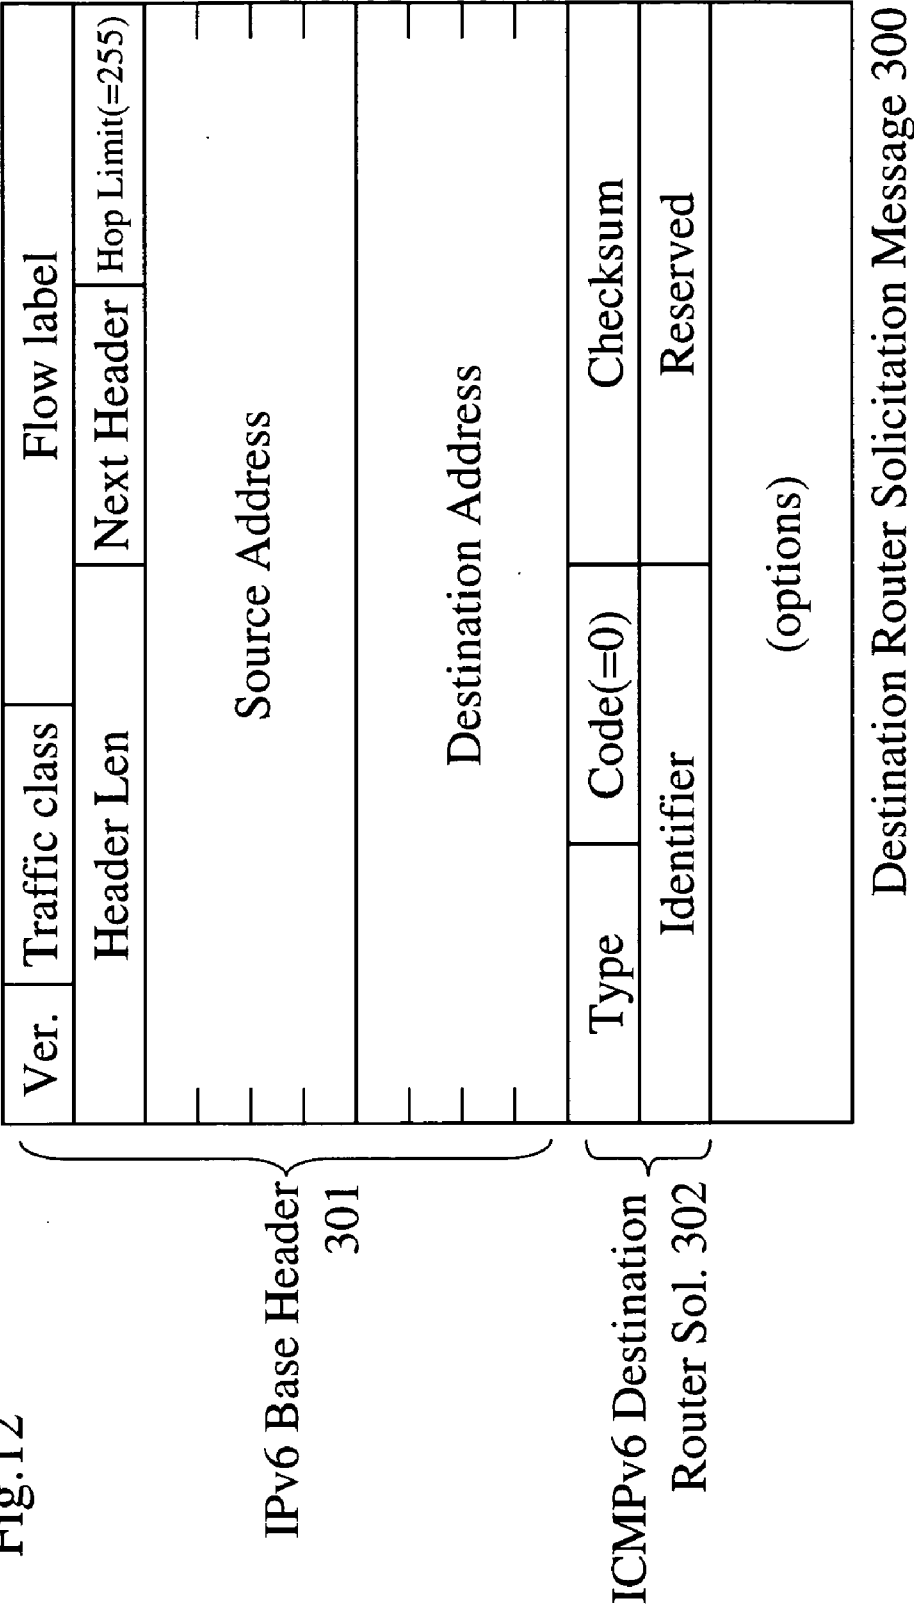 Fig.12
Ver. Traffic class Flow label
Header Len Next Header Hop Limit(=255)
IPv6 Base Header
301
Source Address
Destination Address
Type Code(=0) Checksum
ICMPv6 Destination
Router Sol. 302
Identifier Reserved
(options)
Destination Router Solicitation Message 300